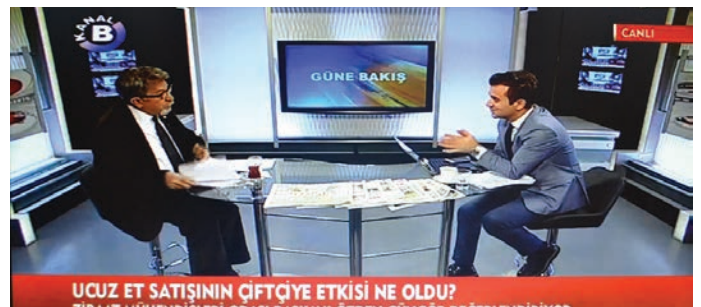 KANAL B
CANLI
GÜNE BAKIŞ
UCUZ ET SATIŞININ ÇİFTÇİYE ETKİSİ NE OLDU?